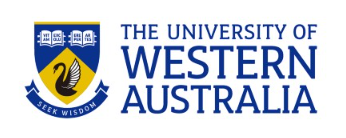 THE UNIVERSITY OF
WESTERN
AUSTRALIA
SEEK WISDOM